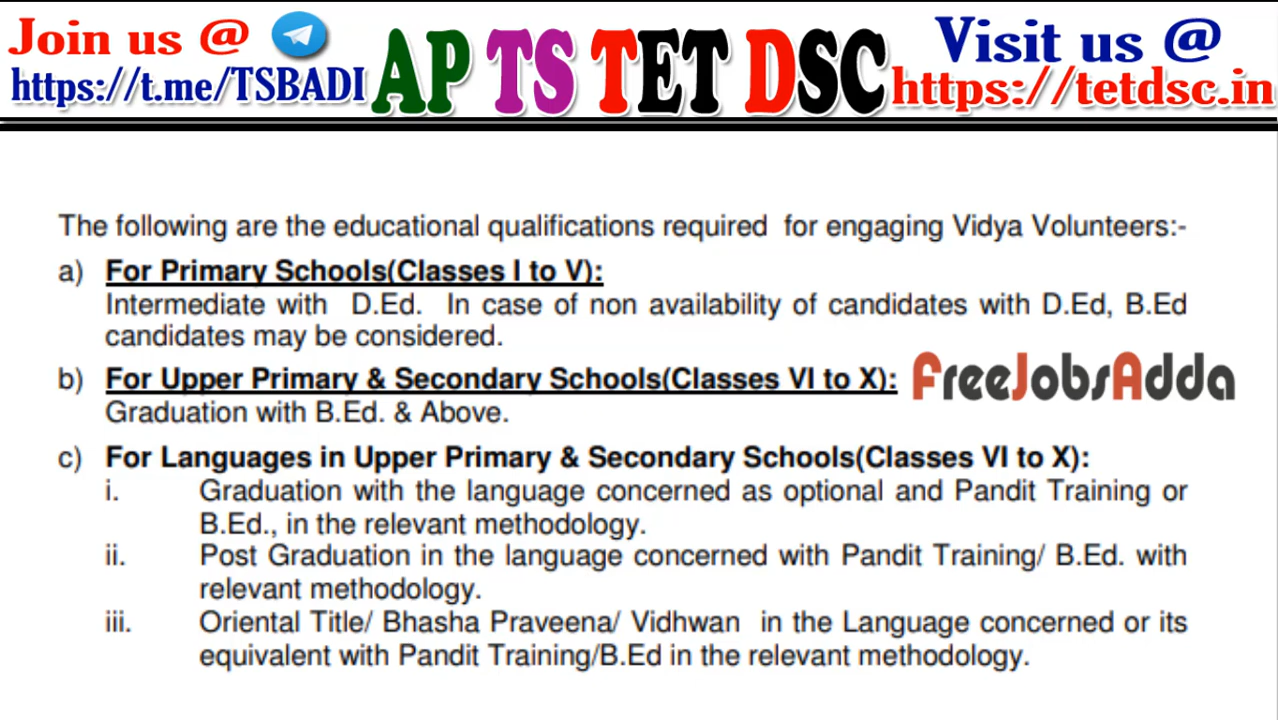 Join us @
https://t.me/TSBADI
AP TS TET DSC
Visit us @
https://tetdsc.in
The following are the educational qualifications required for engaging Vidya Volunteers:-
a) For Primary Schools(Classes I to V):
Intermediate with D.Ed. In case of non availability of candidates with D.Ed, B.Ed
candidates may be considered.
b) For Upper Primary & Secondary Schools(Classes VI to X):
FreeJobsAdda
Graduation with B.Ed. & Above.
c) For Languages in Upper Primary & Secondary Schools(Classes VI to X):
i. Graduation with the language concerned as optional and Pandit Training or
B.Ed., in the relevant methodology.
ii. Post Graduation in the language concerned with Pandit Training/ B.Ed. with
relevant methodology.
iii. Oriental Title/ Bhasha Praveena/ Vidhwan in the Language concerned or its
equivalent with Pandit Training/B.Ed in the relevant methodology.